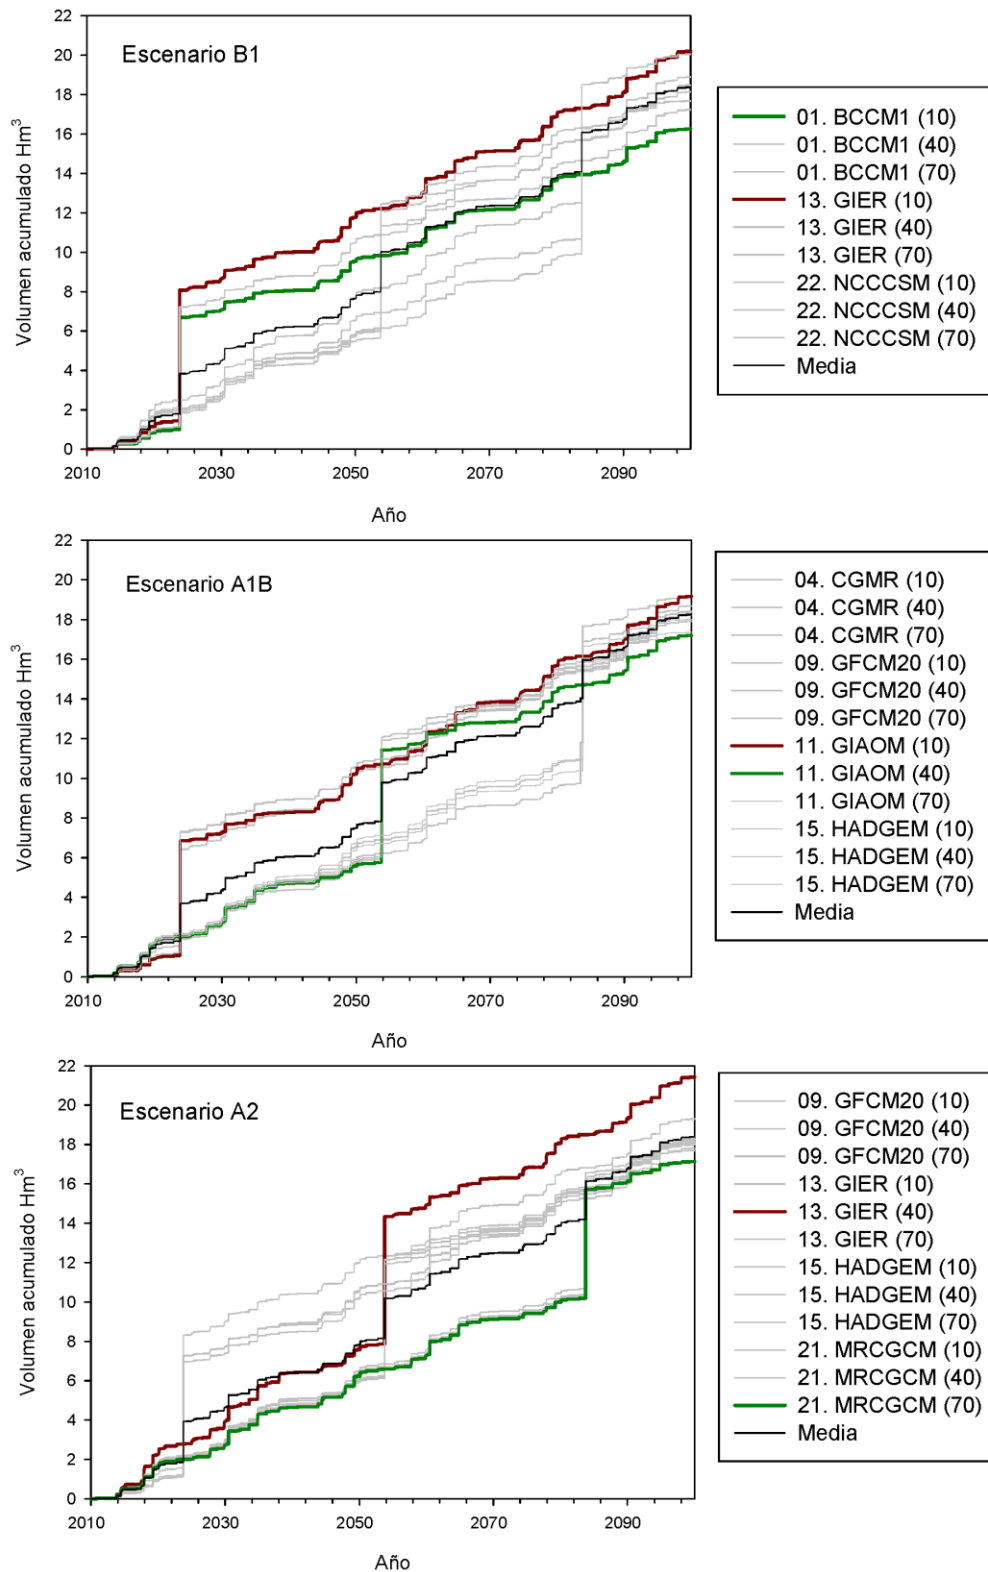 Escenario B1
Volumen acumulado Hm³
22
20
18
16
14
12
10
8
6
4
2
0
2010 2030 2050 2070 2090
Año
01. BCCM1 (10)
01. BCCM1 (40)
01. BCCM1 (70)
13. GIER (10)
13. GIER (40)
13. GIER (70)
22. NCCCSM (10)
22. NCCCSM (40)
22. NCCCSM (70)
Media
Escenario A1B
Volumen acumulado Hm³
22
20
18
16
14
12
10
8
6
4
2
0
2010 2030 2050 2070 2090
Año
04. CGMR (10)
04. CGMR (40)
04. CGMR (70)
09. GFCM20 (10)
09. GFCM20 (40)
09. GFCM20 (70)
11. GIAOM (10)
11. GIAOM (40)
11. GIAOM (70)
15. HADGEM (10)
15. HADGEM (40)
15. HADGEM (70)
Media
Escenario A2
Volumen acumulado Hm³
22
20
18
16
14
12
10
8
6
4
2
0
2010 2030 2050 2070 2090
Año
09. GFCM20 (10)
09. GFCM20 (40)
09. GFCM20 (70)
13. GIER (10)
13. GIER (40)
13. GIER (70)
15. HADGEM (10)
15. HADGEM (40)
15. HADGEM (70)
21. MRCGCM (10)
21. MRCGCM (40)
21. MRCGCM (70)
Media